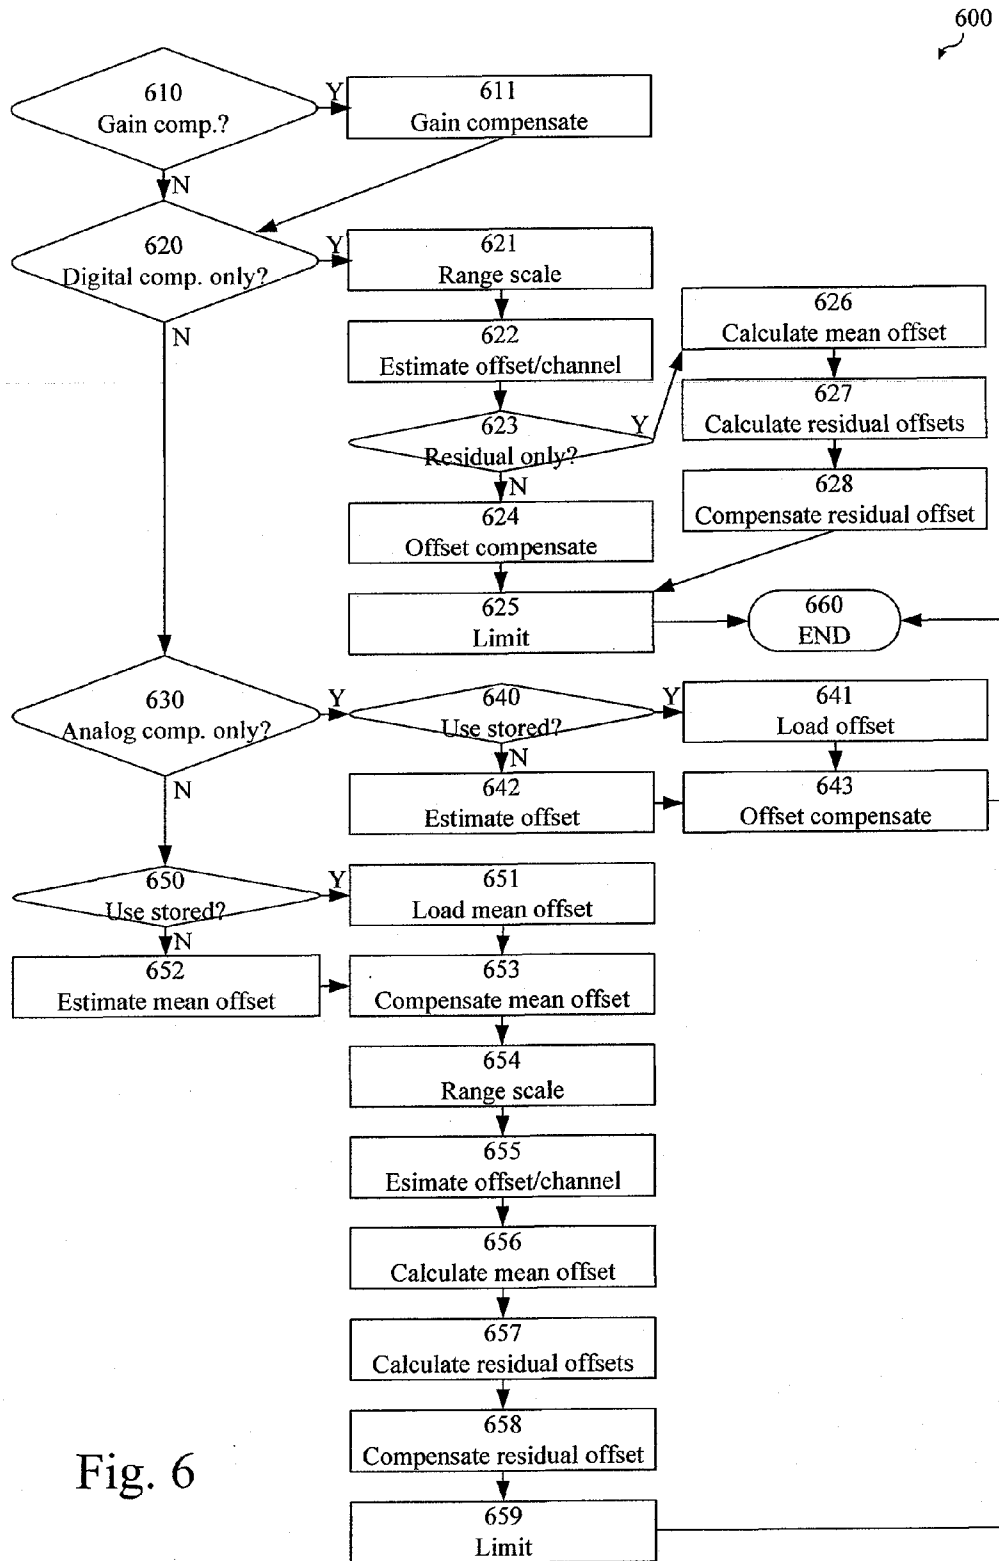 600
610
Gain comp.?
Y
611
Gain compensate
N
620
Digital comp. only?
Y
621
Range scale
N
622
Estimate offset/channel
623
Residual only?
Y
626
Calculate mean offset
627
Calculate residual offsets
628
Compensate residual offset
N
624
Offset compensate
625
Limit
660
END
630
Analog comp. only?
Y
640
Use stored?
Y
641
Load offset
N
N
642
Estimate offset
643
Offset compensate
650
Use stored?
Y
651
Load mean offset
N
652
Estimate mean offset
653
Compensate mean offset
654
Range scale
655
Esimate offset/channel
656
Calculate mean offset
657
Calculate residual offsets
658
Compensate residual offset
659
Limit
Fig. 6